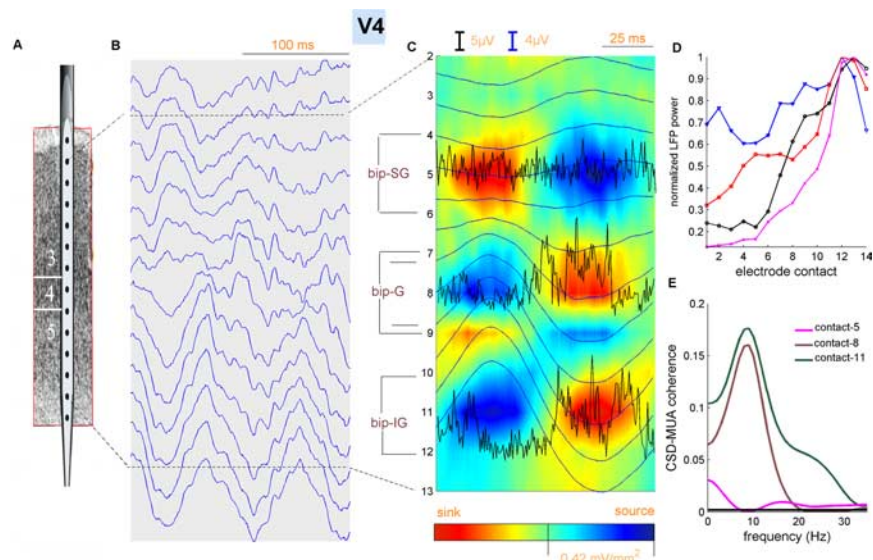 V4
A
B
100 ms
C
5µV
4µV
25 ms
D
3
4
5
2
3
4
5
6
7
8
9
10
11
12
13
bip-SG
bip-G
bip-IG
sink
source
0.42 mV/mm²
normalized LFP power
1
0.9
0.8
0.7
0.6
0.5
0.4
0.3
0.2
2 4 6 8 10 12 14
electrode contact
E
contact-5
contact-8
contact-11
CSD-MUA coherence
0.2
0.15
0.1
0.05
0
0 10 20 30
frequency (Hz)